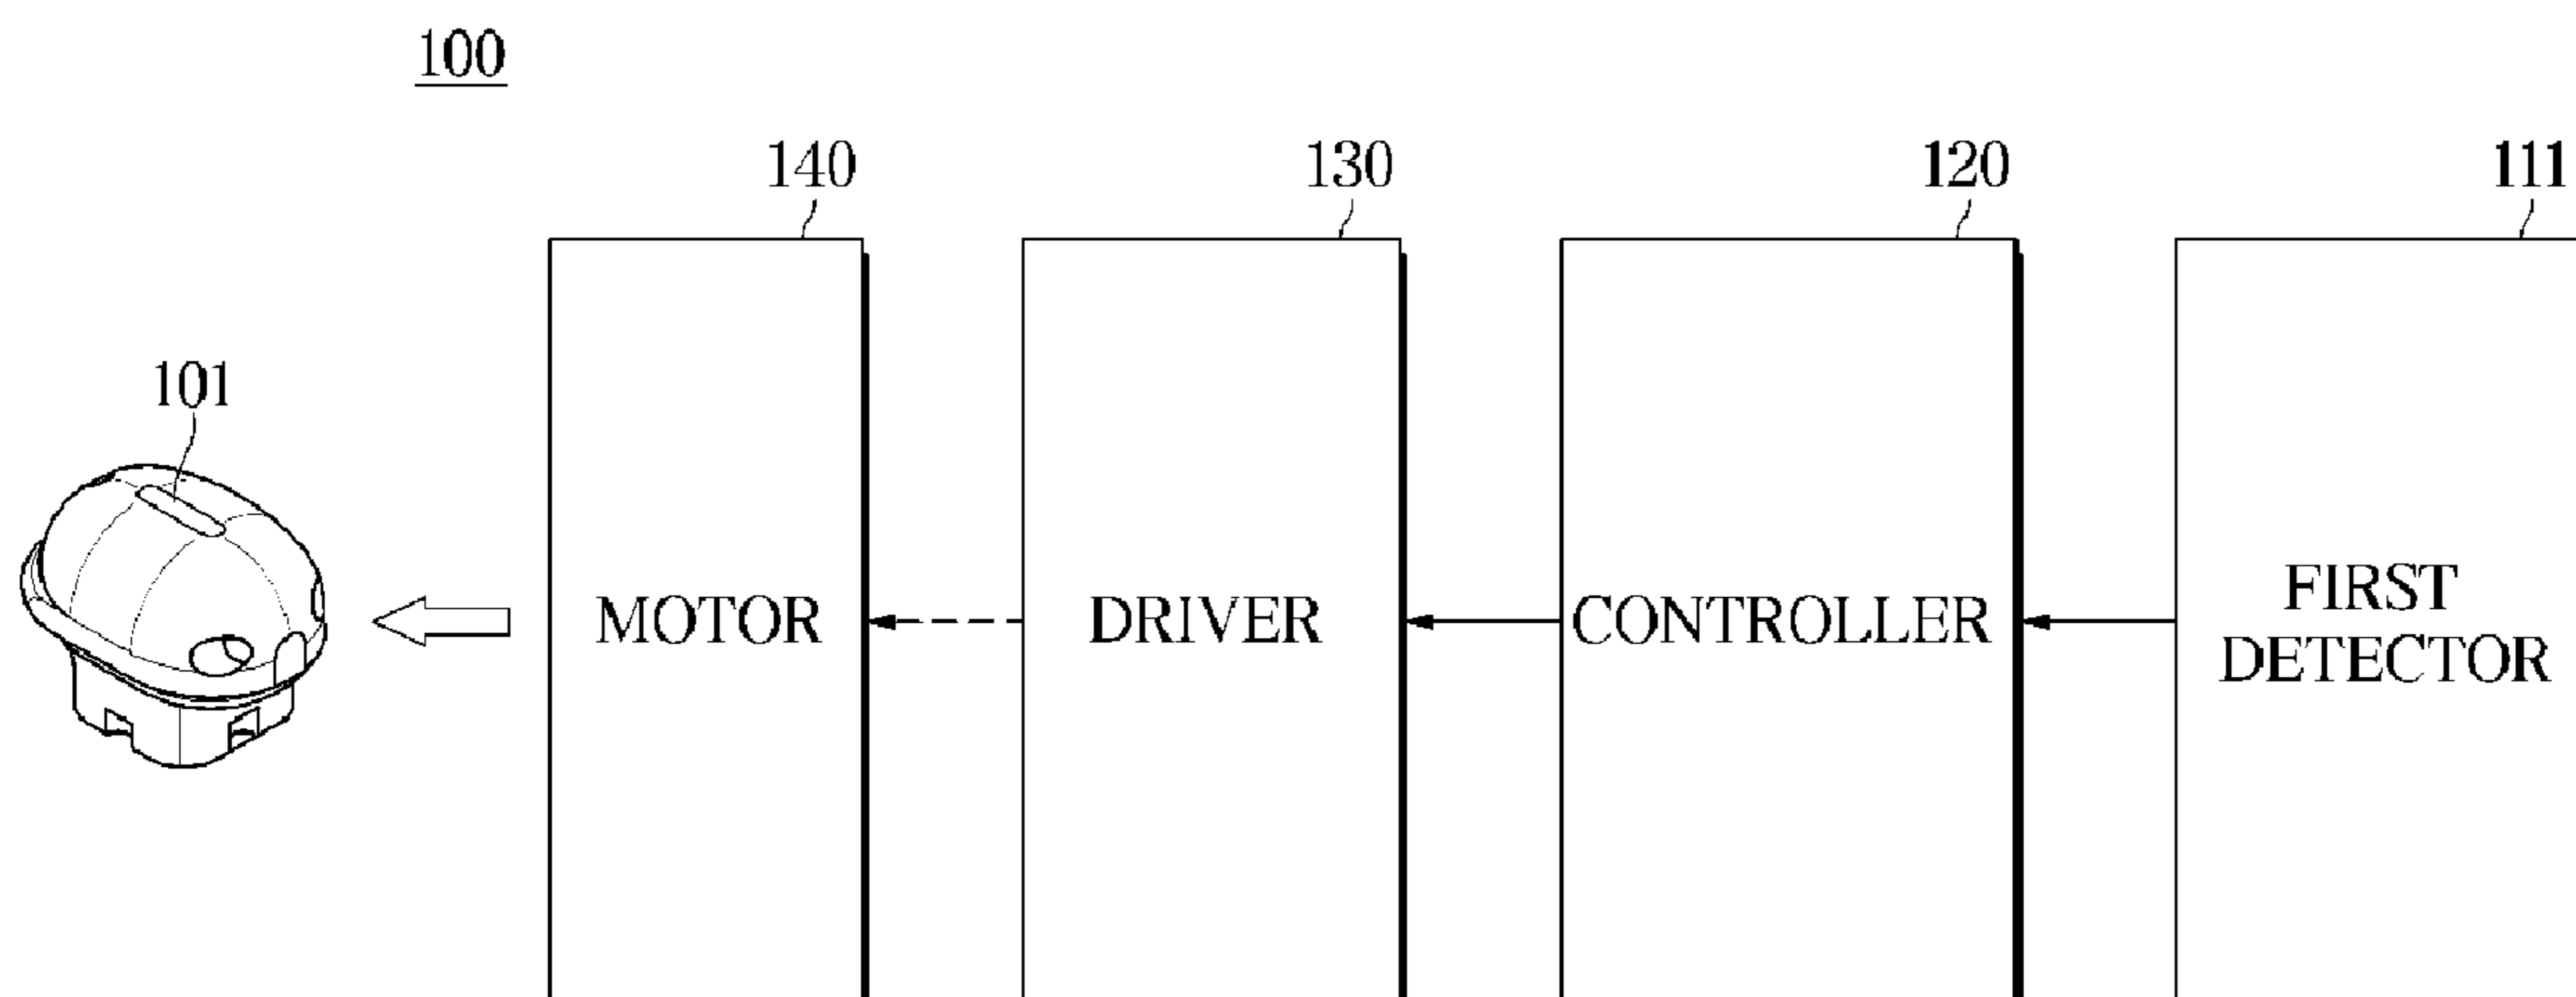 100
140
130
120
111
101
MOTOR
DRIVER
CONTROLLER
FIRST
DETECTOR